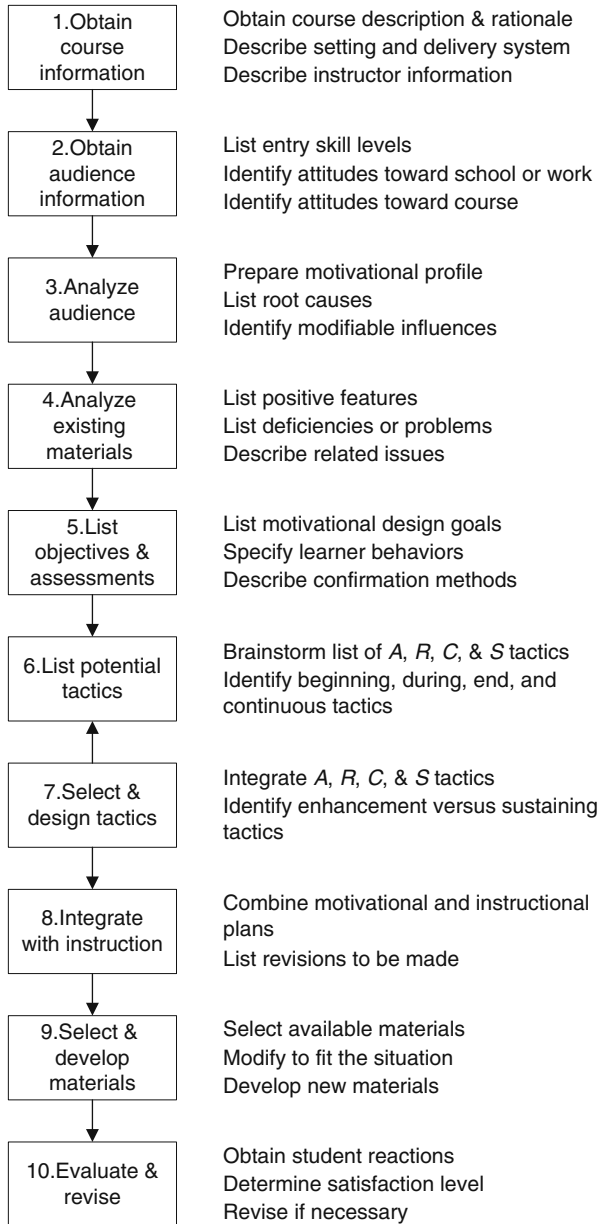 1.Obtain
course
information
Obtain course description & rationale
Describe setting and delivery system
Describe instructor information
2.Obtain
audience
information
List entry skill levels
Identify attitudes toward school or work
Identify attitudes toward course
3.Analyze
audience
Prepare motivational profile
List root causes
Identify modifiable influences
4.Analyze
existing
materials
List positive features
List deficiencies or problems
Describe related issues
5.List
objectives &
assessments
List motivational design goals
Specify learner behaviors
Describe confirmation methods
6.List potential
tactics
Brainstorm list of A, R, C, & S tactics
Identify beginning, during, end, and
continuous tactics
7.Select &
design tactics
Integrate A, R, C, & S tactics
Identify enhancement versus sustaining
tactics
8.Integrate
with instruction
Combine motivational and instructional
plans
List revisions to be made
9.Select &
develop
materials
Select available materials
Modify to fit the situation
Develop new materials
10.Evaluate &
revise
Obtain student reactions
Determine satisfaction level
Revise if necessary